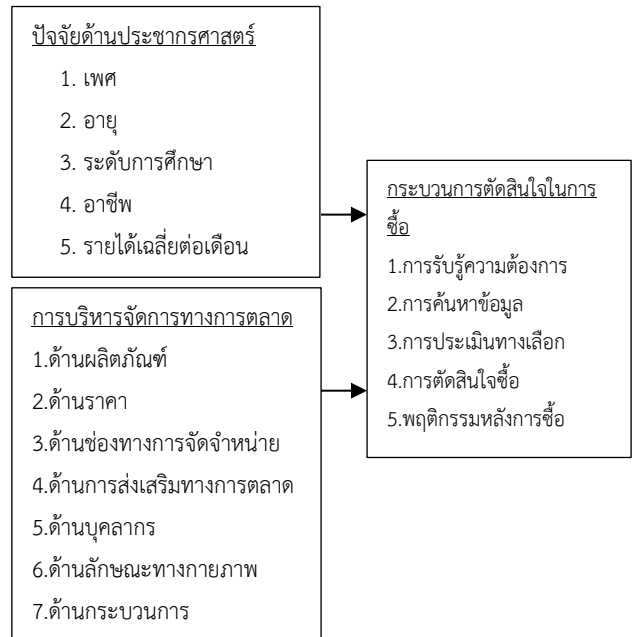 ปัจจัยด้านประชากรศาสตร์
1. เพศ
2. อายุ
3. ระดับการศึกษา
4. อาชีพ
5. รายได้เฉลี่ยต่อเดือน
การบริหารจัดการทางการตลาด
1.ด้านผลิตภัณฑ์
2.ด้านราคา
3.ด้านช่องทางการจัดจำหน่าย
4.ด้านการส่งเสริมทางการตลาด
5.ด้านบุคลากร
6.ด้านลักษณะทางกายภาพ
7.ด้านกระบวนการ
กระบวนการตัดสินใจในการ
ซื้อ
1.การรับรู้ความต้องการ
2.การค้นหาข้อมูล
3.การประเมินทางเลือก
4.การตัดสินใจซื้อ
5.พฤติกรรมหลังการซื้อ